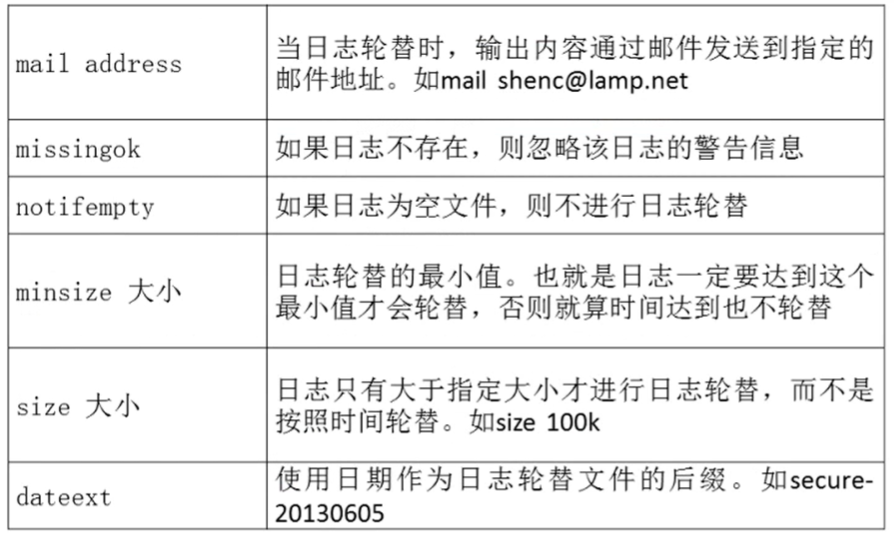 mail address
当日志轮替时，输出内容通过邮件发送到指定的
邮件地址。如mail shenc@lamp.net
missingok
如果日志不存在，则忽略该日志的警告信息
notifempty
如果日志为空文件，则不进行日志轮替
minsize 大小
日志轮替的最小值。也就是日志一定要达到这个
最小值才会轮替，否则就算时间达到也不轮替
size 大小
日志只有大于指定大小才进行日志轮替，而不是
按照时间轮替。如size 100k
dateext
使用日期作为日志轮替文件的后缀。如secure-
20130605